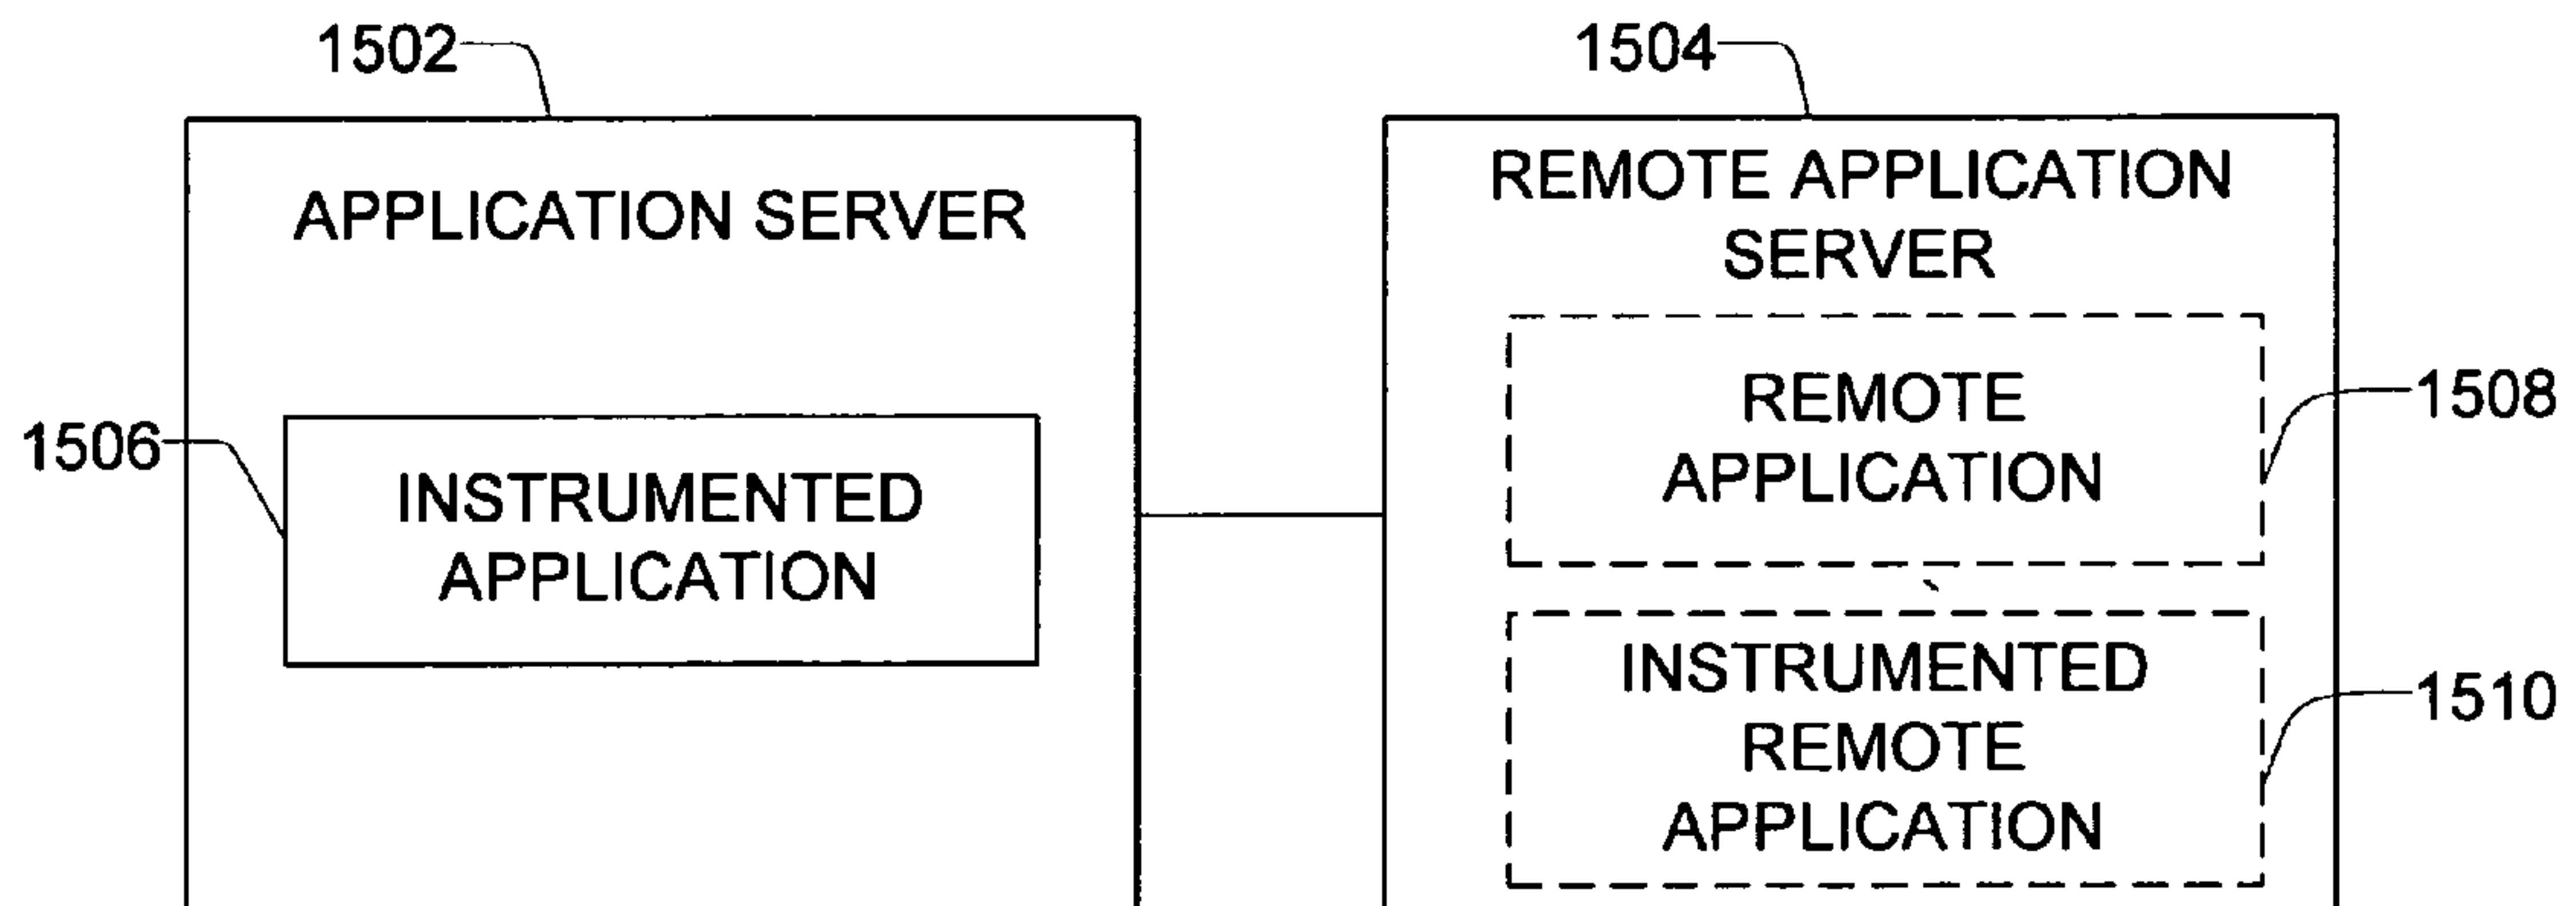 1502
1504
APPLICATION SERVER
REMOTE APPLICATION
SERVER
1506
INSTRUMENTED
APPLICATION
REMOTE
APPLICATION
1508
INSTRUMENTED
REMOTE
APPLICATION
1510